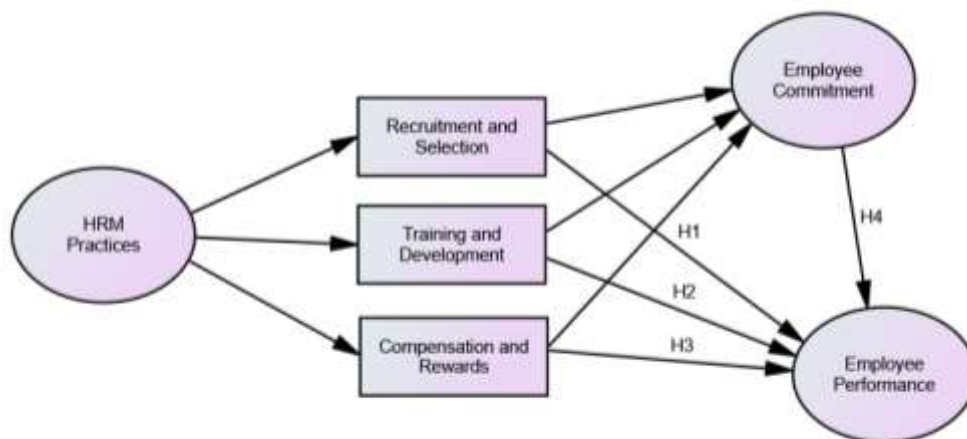 Employee
Commitment
Recruitment and
Selection
HRM
Practices
Training and
Development
H1
H4
H2
Compensation and
Rewards
H3
Employee
Performance